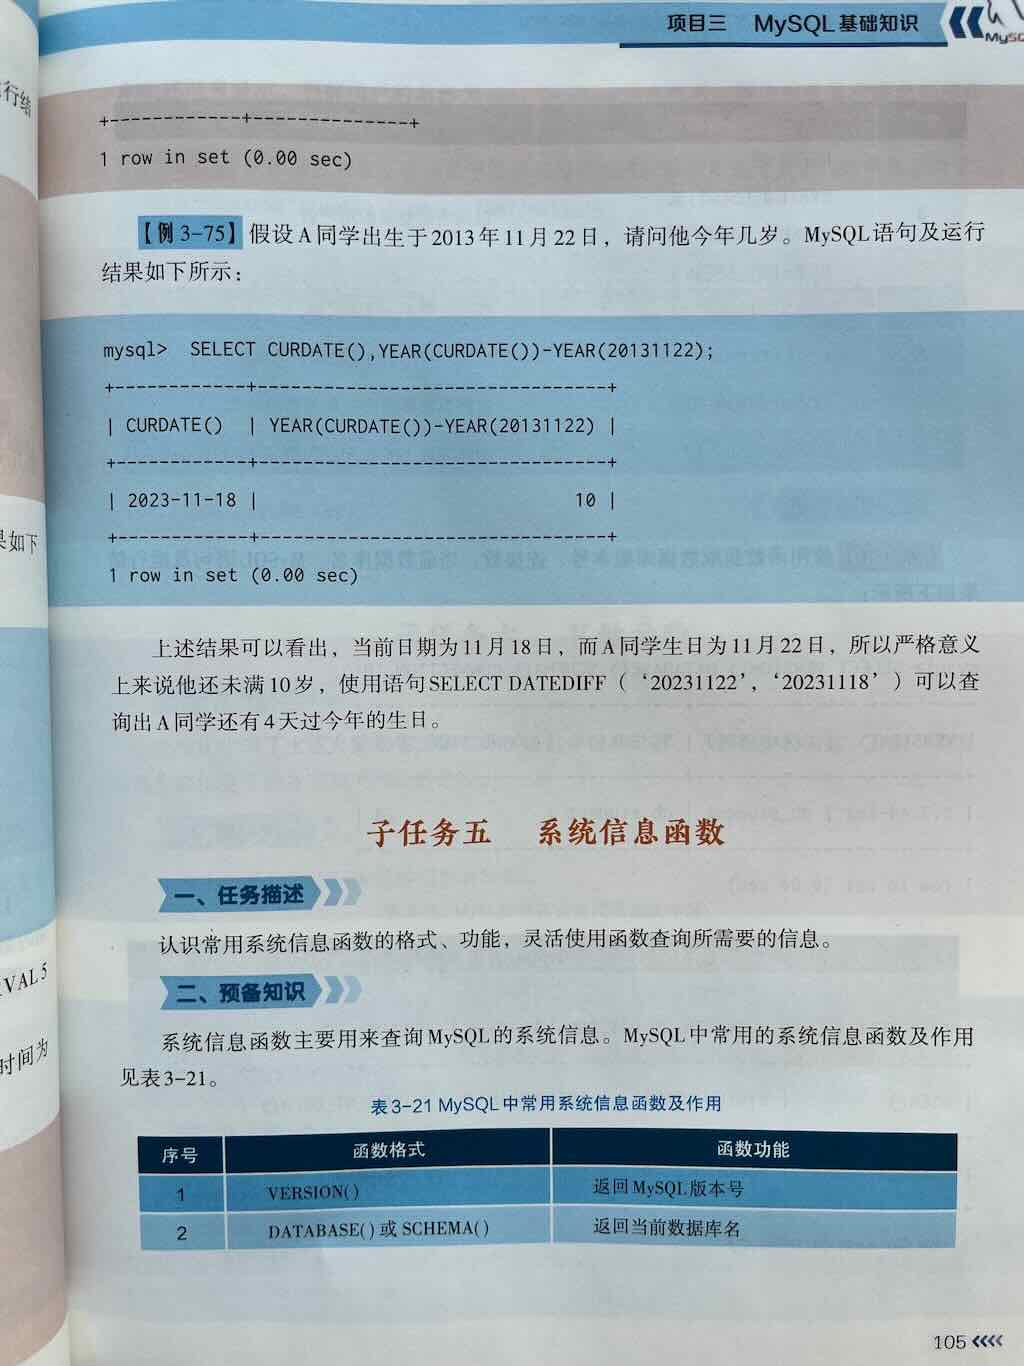 项目三 MySQL基础知识
MySQ
行结
+------------+--------------+
1 row in set (0.00 sec)
【例 3-75】假设A同学出生于2013年11月22日，请问他今年几岁。MySQL语句及运行
结果如下所示：
mysql> SELECT CURDATE(),YEAR(CURDATE())-YEAR(20131122);
+------------+--------------------------------+
| CURDATE() | YEAR(CURDATE())-YEAR(20131122) |
+------------+--------------------------------+
| 2023-11-18 | 10 |
+------------+--------------------------------+
1 row in set (0.00 sec)
果如下
上述结果可以看出，当前日期为11月18日，而A同学生日为11月22日，所以严格意义
上来说他还未满10岁，使用语句SELECT DATEDIFF（‘20231122’，‘20231118’）可以查
询出A同学还有4天过今年的生日。
子任务五 系统信息函数
一、任务描述
认识常用系统信息函数的格式、功能，灵活使用函数查询所需要的信息。
VAL 5
二、预备知识
时间为
系统信息函数主要用来查询MySQL的系统信息。MySQL中常用的系统信息函数及作用
见表3-21。
表3-21 MySQL中常用系统信息函数及作用
序号 函数格式 函数功能
1 VERSION() 返回MySQL版本号
2 DATABASE()或SCHEMA() 返回当前数据库名
105